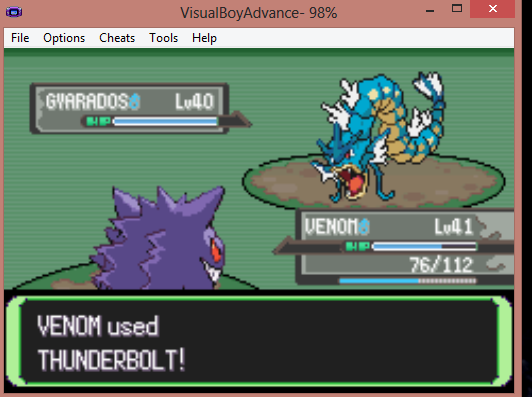 VisualBoyAdvance- 98%
File Options Cheats Tools Help
GYARADOS♂ Lv40
HP
VENOM♂ Lv41
HP
76/112
VENOM used
THUNDERBOLT!